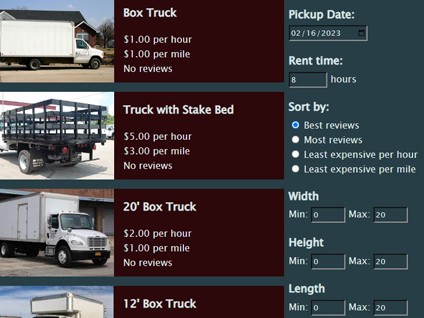 Box Truck
$1.00 per hour
$1.00 per mile
No reviews
Truck with Stake Bed
$5.00 per hour
$3.00 per mile
No reviews
20' Box Truck
$2.00 per hour
$1.00 per mile
No reviews
12' Box Truck
Pickup Date:
02/16/2023
Rent time:
8 hours
Sort by:
Best reviews
Most reviews
Least expensive per hour
Least expensive per mile
Width
Min: 0 Max: 20
Height
Min: 0 Max: 20
Length
Min: 0 Max: 20